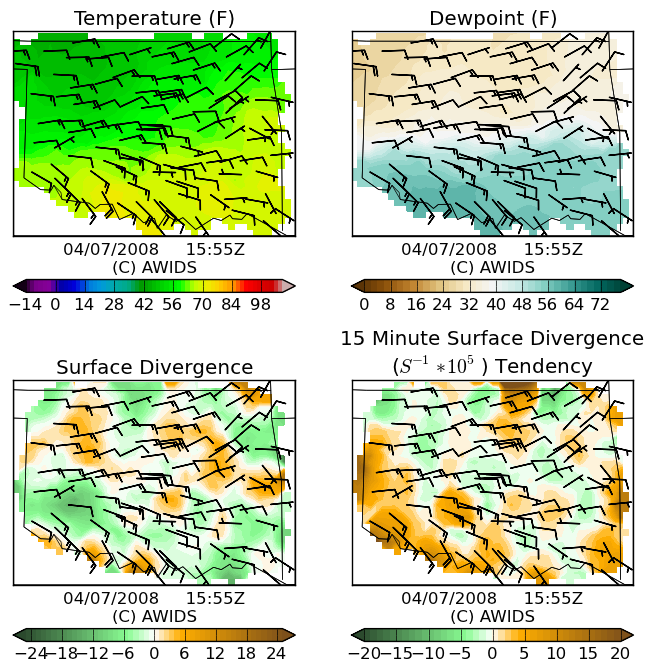 Temperature (F)
Dewpoint (F)
04/07/2008 15:55Z
(C) AWIDS
04/07/2008 15:55Z
(C) AWIDS
−14 0 14 28 42 56 70 84 98
0 8 16 24 32 40 48 56 64 72
Surface Divergence
15 Minute Surface Divergence
(S⁻¹ *10⁵ ) Tendency
04/07/2008 15:55Z
(C) AWIDS
04/07/2008 15:55Z
(C) AWIDS
−24 −18 −12 −6 0 6 12 18 24
−20 −15 −10 −5 0 5 10 15 20